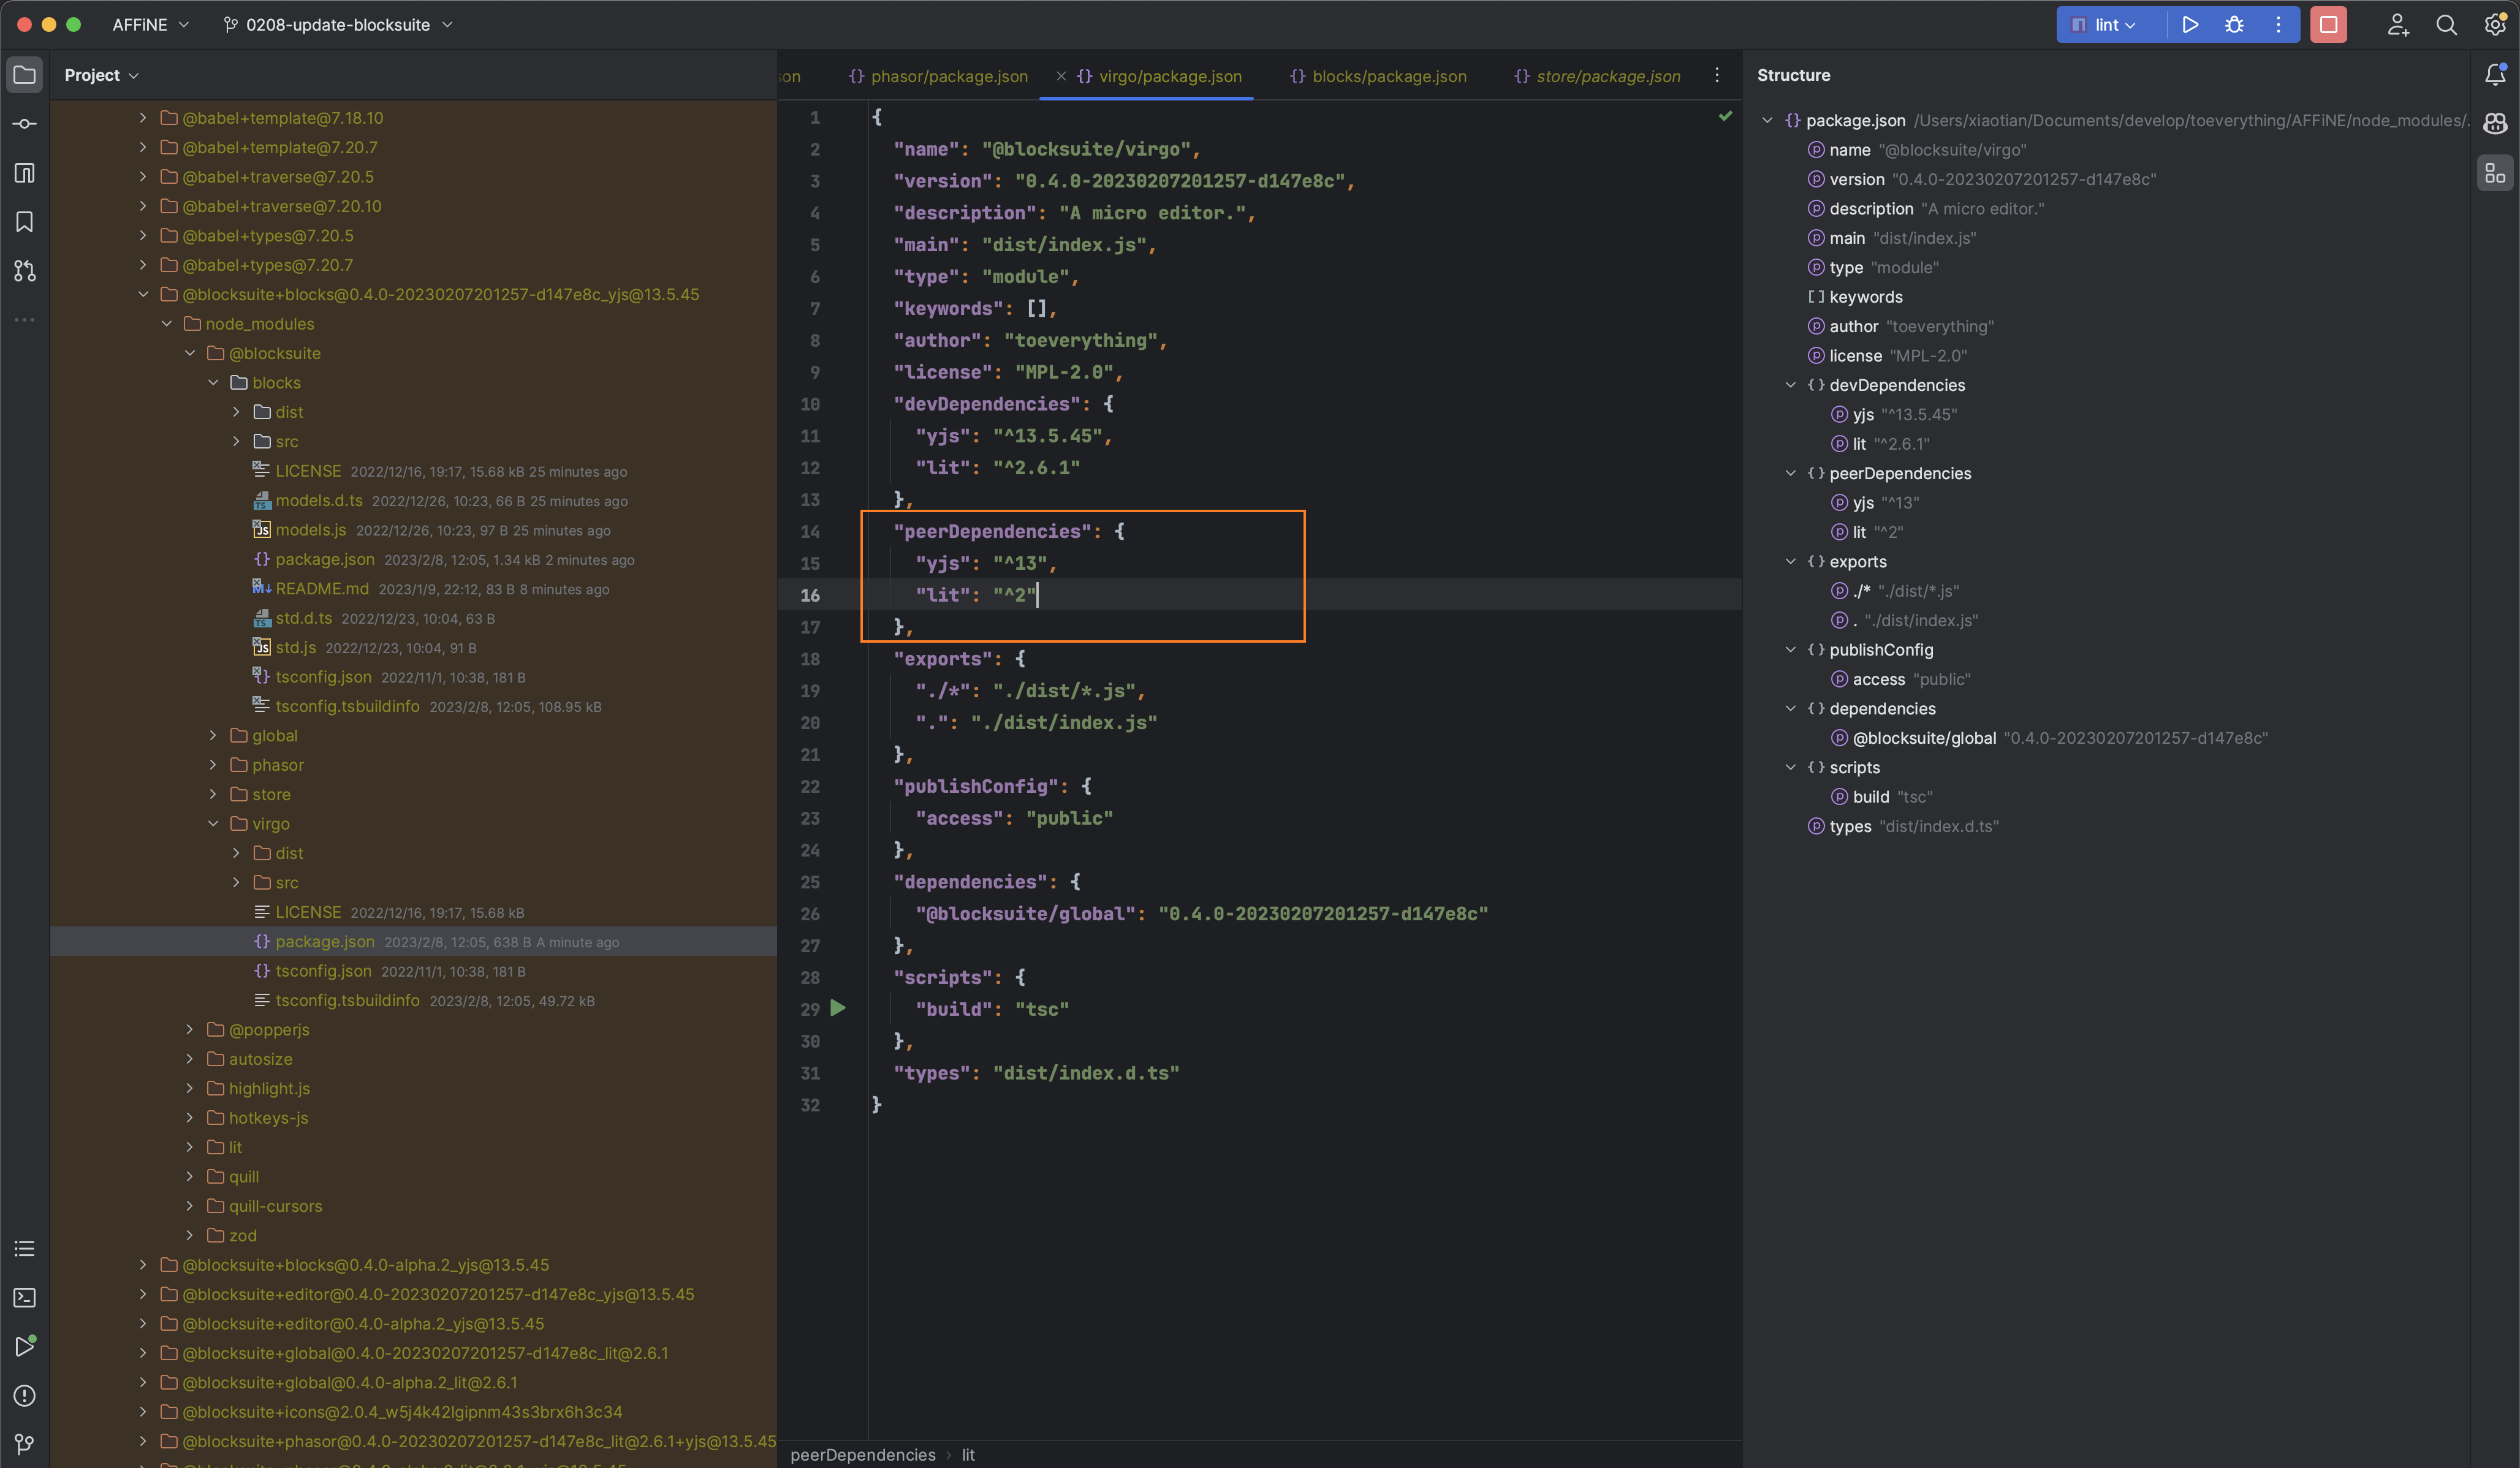 AFFiNE
0208-update-blocksuite
lint
Project
@babel+template@7.18.10
@babel+template@7.20.7
@babel+traverse@7.20.5
@babel+traverse@7.20.10
@babel+types@7.20.5
@babel+types@7.20.7
@blocksuite+blocks@0.4.0-20230207201257-d147e8c_yjs@13.5.45
node_modules
@blocksuite
blocks
dist
src
LICENSE 2022/12/16, 19:17, 15.68 kB 25 minutes ago
models.d.ts 2022/12/26, 10:23, 66 B 25 minutes ago
models.js 2022/12/26, 10:23, 97 B 25 minutes ago
package.json 2023/2/8, 12:05, 1.34 kB 2 minutes ago
README.md 2023/1/9, 22:12, 83 B 8 minutes ago
std.d.ts 2022/12/23, 10:04, 63 B
std.js 2022/12/23, 10:04, 91 B
tsconfig.json 2022/11/1, 10:38, 181 B
tsconfig.tsbuildinfo 2023/2/8, 12:05, 108.95 kB
global
phasor
store
virgo
dist
src
LICENSE 2022/12/16, 19:17, 15.68 kB
package.json 2023/2/8, 12:05, 638 B A minute ago
tsconfig.json 2022/11/1, 10:38, 181 B
tsconfig.tsbuildinfo 2023/2/8, 12:05, 49.72 kB
@popperjs
autosize
highlight.js
hotkeys-js
lit
quill
quill-cursors
zod
@blocksuite+blocks@0.4.0-alpha.2_yjs@13.5.45
@blocksuite+editor@0.4.0-20230207201257-d147e8c_yjs@13.5.45
@blocksuite+editor@0.4.0-alpha.2_yjs@13.5.45
@blocksuite+global@0.4.0-20230207201257-d147e8c_lit@2.6.1
@blocksuite+global@0.4.0-alpha.2_lit@2.6.1
@blocksuite+icons@2.0.4_w5j4k42lgipnm43s3brx6h3c34
@blocksuite+phasor@0.4.0-20230207201257-d147e8c_lit@2.6.1+yjs@13.5.45
on
{} phasor/package.json
{} virgo/package.json
{} blocks/package.json
{} store/package.json
1 {
2 "name": "@blocksuite/virgo",
3 "version": "0.4.0-20230207201257-d147e8c",
4 "description": "A micro editor.",
5 "main": "dist/index.js",
6 "type": "module",
7 "keywords": [],
8 "author": "toeverything",
9 "license": "MPL-2.0",
10 "devDependencies": {
11 "yjs": "^13.5.45",
12 "lit": "^2.6.1"
13 },
14 "peerDependencies": {
15 "yjs": "^13",
16 "lit": "^2"
17 },
18 "exports": {
19 "./*": "./dist/*.js",
20 ".": "./dist/index.js"
21 },
22 "publishConfig": {
23 "access": "public"
24 },
25 "dependencies": {
26 "@blocksuite/global": "0.4.0-20230207201257-d147e8c"
27 },
28 "scripts": {
29 "build": "tsc"
30 },
31 "types": "dist/index.d.ts"
32 }
peerDependencies › lit
Structure
{} package.json /Users/xiaotian/Documents/develop/toeverything/AFFiNE/node_modules/.
name "@blocksuite/virgo"
version "0.4.0-20230207201257-d147e8c"
description "A micro editor."
main "dist/index.js"
type "module"
[] keywords
author "toeverything"
license "MPL-2.0"
{} devDependencies
yjs "^13.5.45"
lit "^2.6.1"
{} peerDependencies
yjs "^13"
lit "^2"
{} exports
./* "./dist/*.js"
. "./dist/index.js"
{} publishConfig
access "public"
{} dependencies
@blocksuite/global "0.4.0-20230207201257-d147e8c"
{} scripts
build "tsc"
types "dist/index.d.ts"